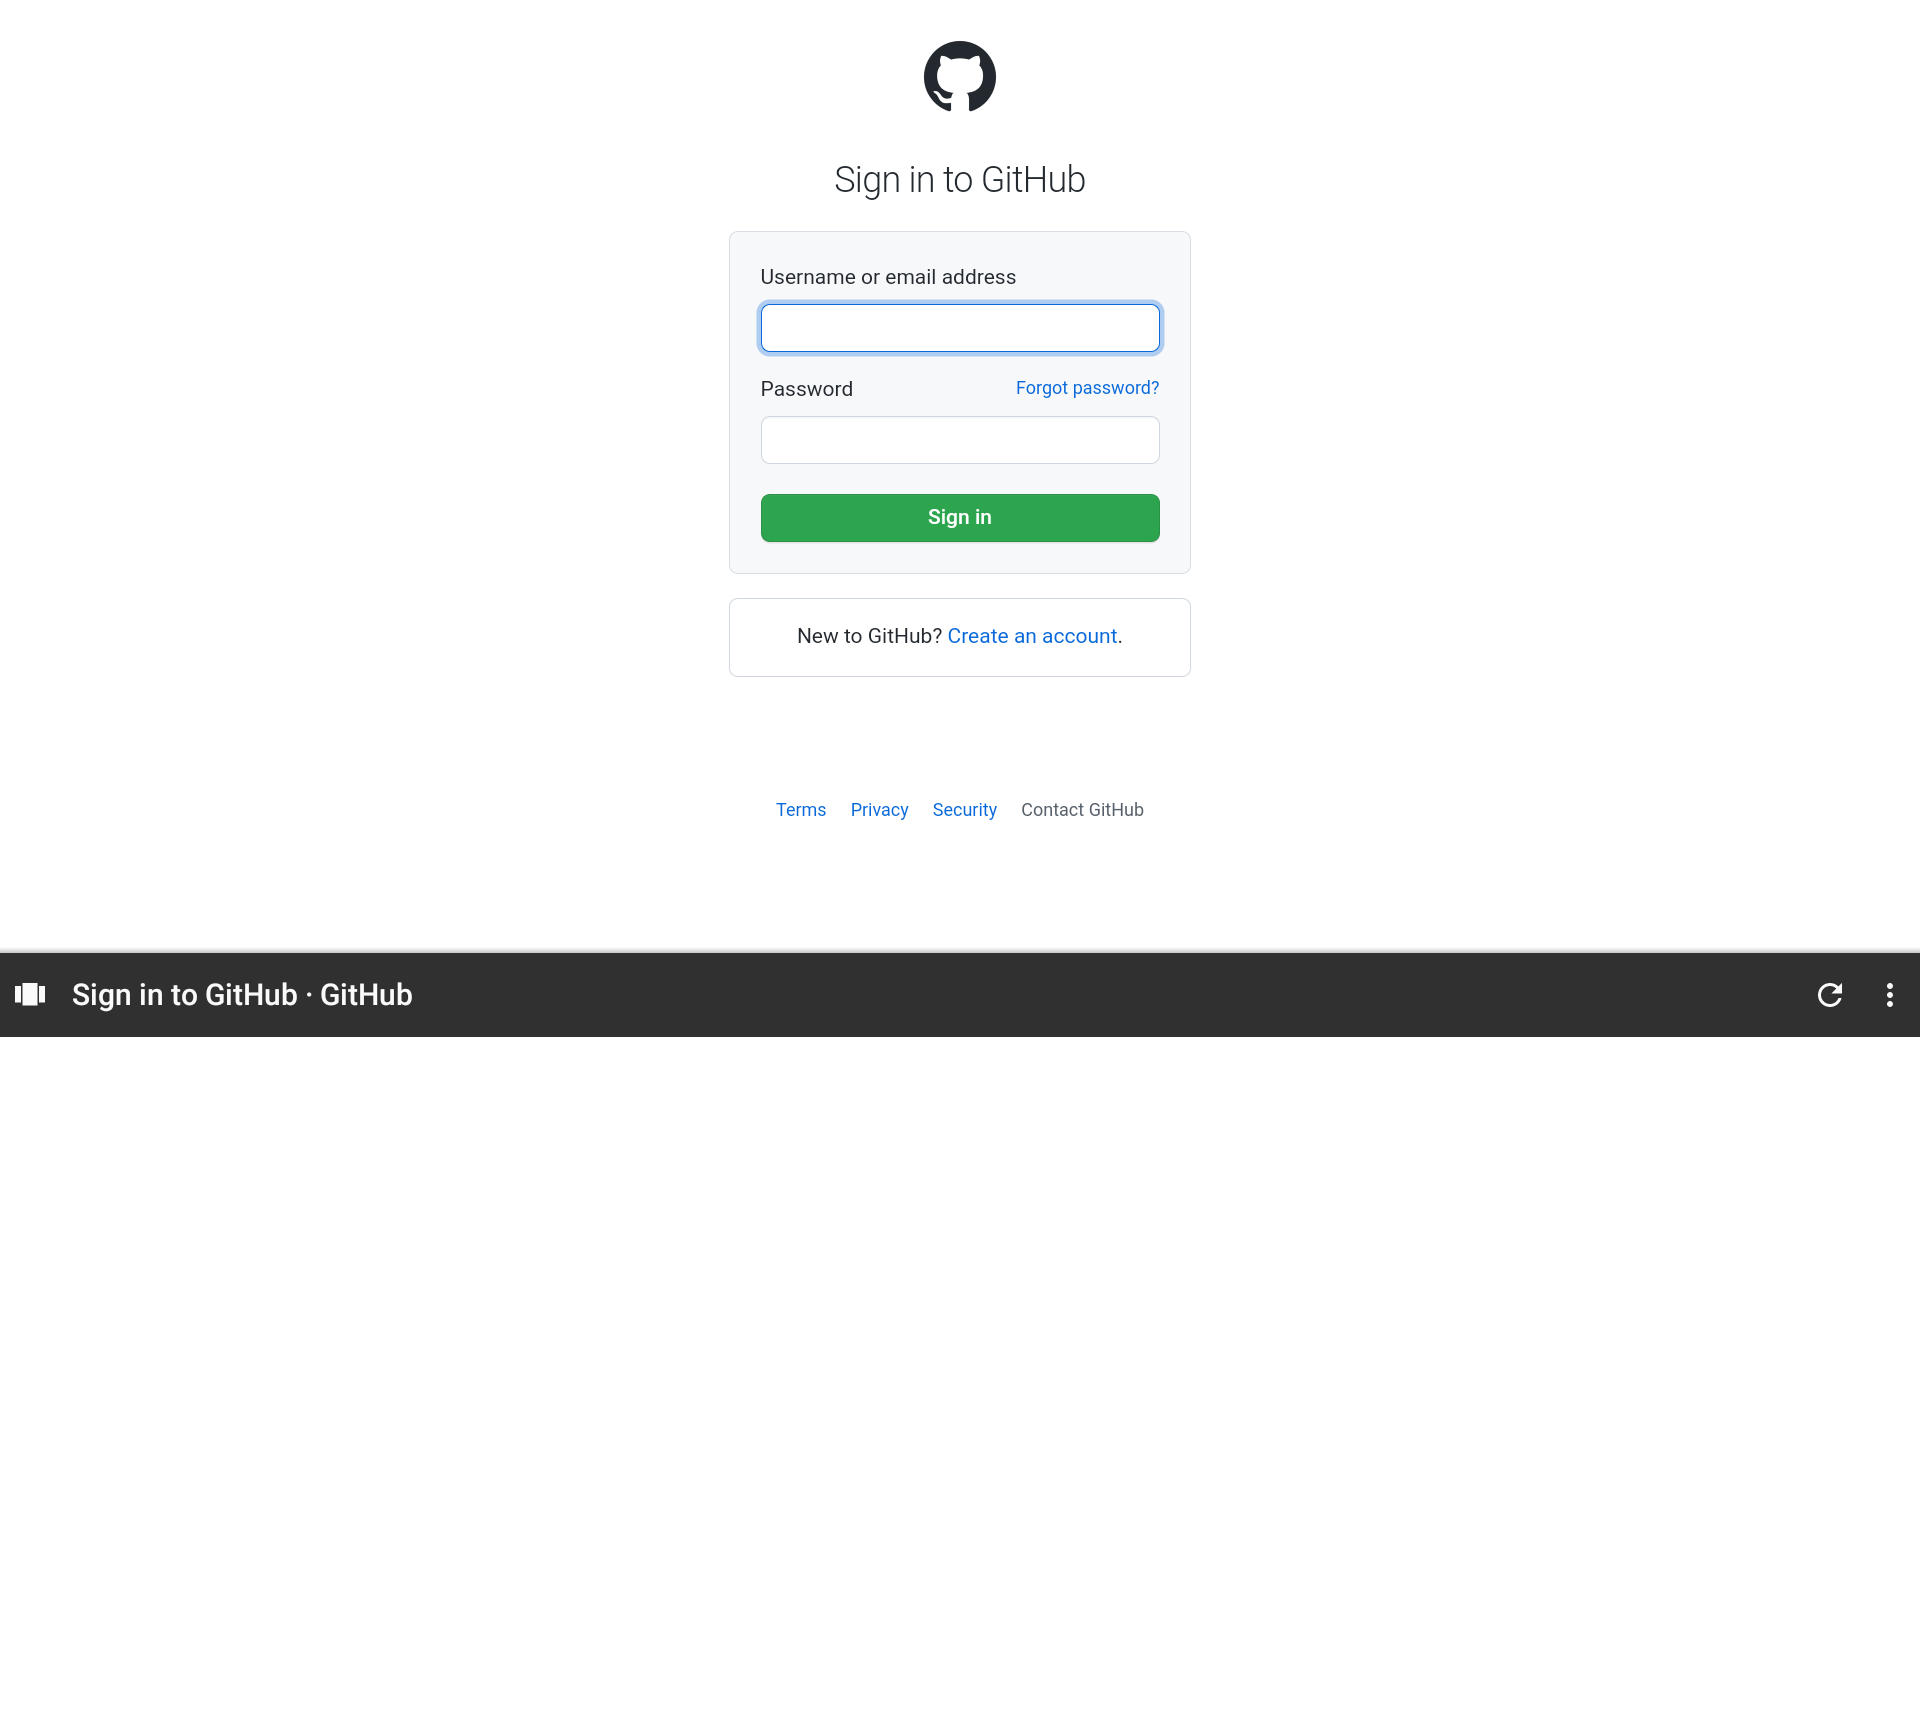 Sign in to GitHub
Username or email address
Password Forgot password?
Sign in
New to GitHub? Create an account.
Terms Privacy Security Contact GitHub
Sign in to GitHub · GitHub